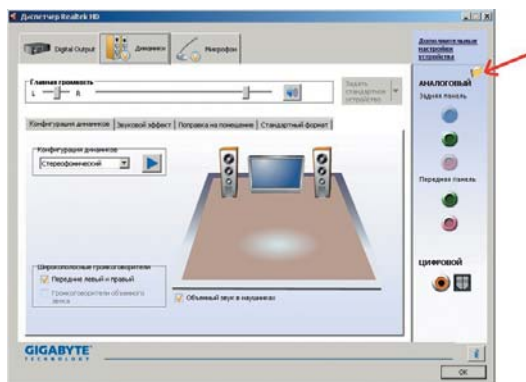 Диспетчер Realtek HD
Digital Output
Динамики
Микрофон
Дополнительные
настройки
устройства
Главная громкость
L
R
Задать
стандартное
устройство
АНАЛОГОВЫЙ
Задняя панель
Конфигурация динамиков
Звуковой эффект
Поправка на помещение
Стандартный формат
Конфигурация динамиков
Стереофонический
Передняя панель
Широкополосные громкоговорители
Передние левый и правый
Громкоговорители объемного
звука
Объемный звук в наушниках
ЦИФРОВОЙ
GIGABYTE
TECHNOLOGY
i
OK